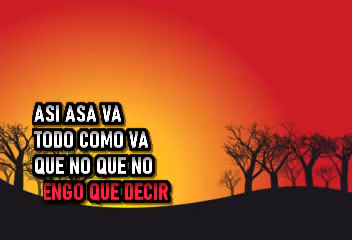 ASI ASA VA
TODO COMO VA
QUE NO QUE NO
ENGO QUE DECIR